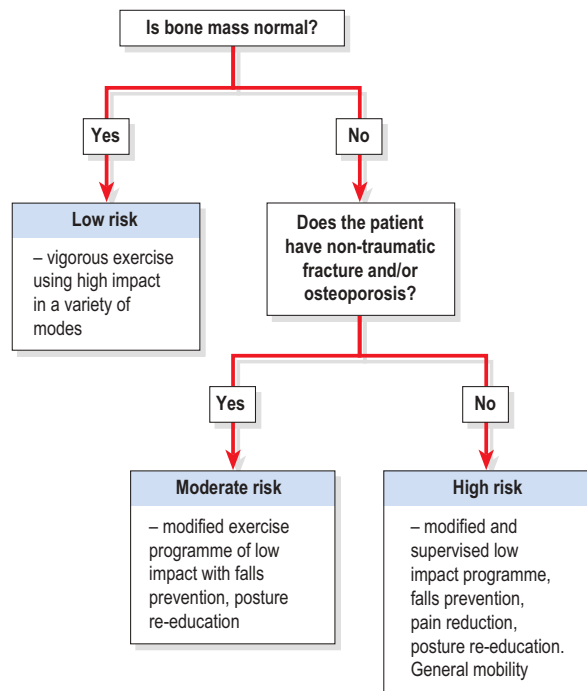 Is bone mass normal?
Yes
No
Low risk
– vigorous exercise
using high impact
in a variety of
modes
Does the patient
have non-traumatic
fracture and/or
osteoporosis?
Yes
No
Moderate risk
– modified exercise
programme of low
impact with falls
prevention, posture
re-education
High risk
– modified and
supervised low
impact programme,
falls prevention,
pain reduction,
posture re-education.
General mobility